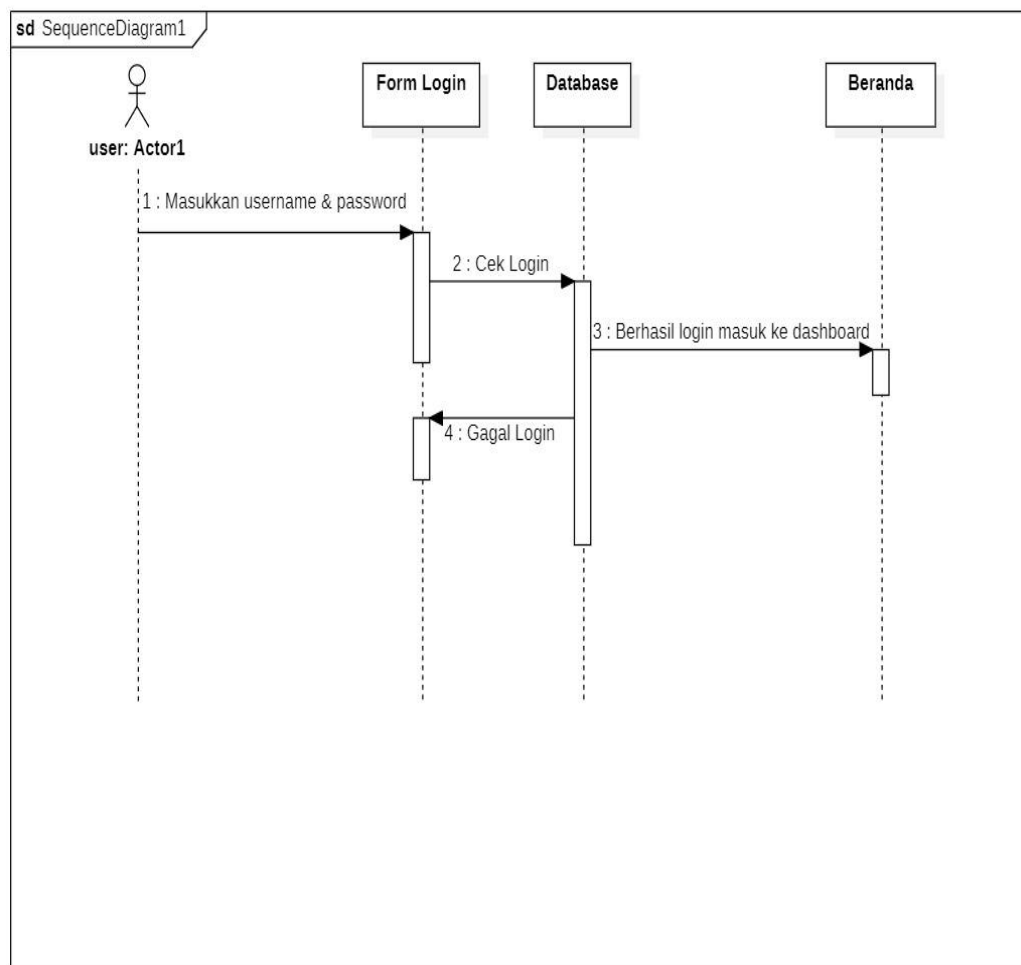 sd SequenceDiagram1
Form Login
Database
Beranda
user: Actor1
1 : Masukkan username & password
2 : Cek Login
3 : Berhasil login masuk ke dashboard
4 : Gagal Login